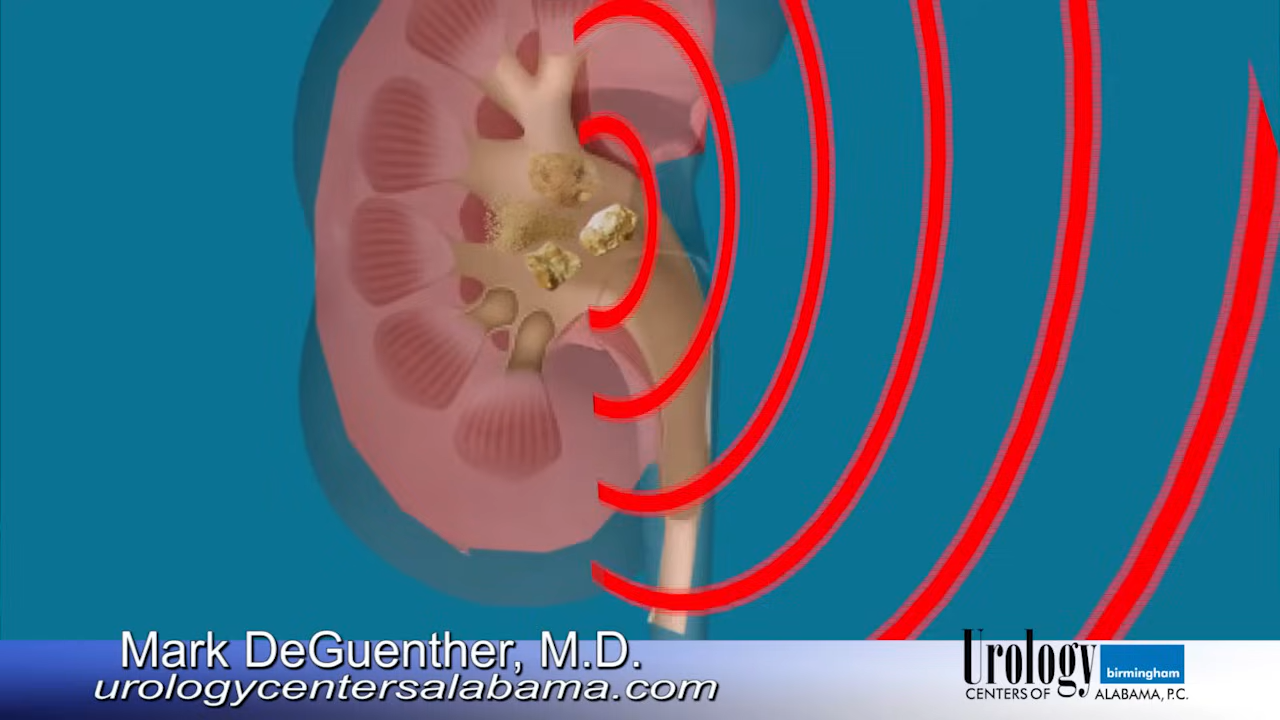 Mark DeGuenther, M.D.
urologycentersalabama.com
Urology birmingham
CENTERS OF ALABAMA, P.C.